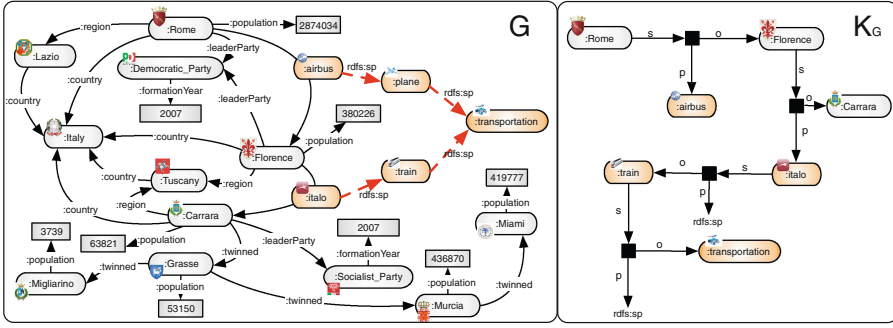 G
:Rome
:population
2874034
:region
:Lazio
:leaderParty
:Democratic_Party
:airbus
rdfs:sp
:plane
rdfs:sp
:country
:country
:formationYear
2007
:leaderParty
380226
:population
:transportation
:Italy
:country
:Florence
rdfs:sp
:train
:country
:Tuscany
:region
:italo
rdfs:sp
419777
:population
:country
:region
:Carrara
:Miami
3739
63821
:population
:twinned
:leaderParty
2007
:formationYear
436870
:population
:population
:Migliarino
:twinned
:Grasse
:Socialist_Party
:population
53150
:twinned
:Murcia
:twinned
KG
:Rome
s
o
:Florence
p
s
:airbus
o
:Carrara
p
:train
o
s
:italo
s
p
rdfs:sp
o
:transportation
p
rdfs:sp